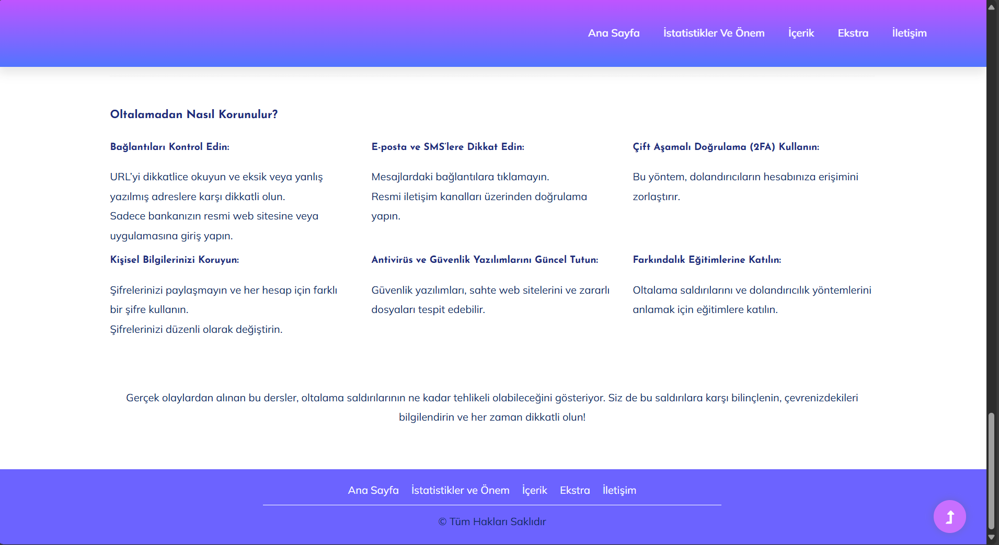 Ana Sayfa İstatistikler Ve Önem İçerik Ekstra İletişim
Oltalamadan Nasıl Korunulur?
Bağlantıları Kontrol Edin:
URL'yi dikkatlice okuyun ve eksik veya yanlış
yazılmış adreslere karşı dikkatli olun.
Sadece bankanızın resmi web sitesine veya
uygulamasına giriş yapın.
E-posta ve SMS'lere Dikkat Edin:
Mesajlardaki bağlantılara tıklamayın.
Resmi iletişim kanalları üzerinden doğrulama
yapın.
Çift Aşamalı Doğrulama (2FA) Kullanın:
Bu yöntem, dolandırıcıların hesabınıza erişimini
zorlaştırır.
Kişisel Bilgilerinizi Koruyun:
Şifrelerinizi paylaşmayın ve her hesap için farklı
bir şifre kullanın.
Şifrelerinizi düzenli olarak değiştirin.
Antivirüs ve Güvenlik Yazılımlarını Güncel Tutun:
Güvenlik yazılımları, sahte web sitelerini ve zararlı
dosyaları tespit edebilir.
Farkındalık Eğitimlerine Katılın:
Oltalama saldırılarını ve dolandırıcılık yöntemlerini
anlamak için eğitimlere katılın.
Gerçek olaylardan alınan bu dersler, oltalama saldırılarının ne kadar tehlikeli olabileceğini gösteriyor. Siz de bu saldırılara karşı bilinçlenin, çevrenizdekileri
bilgilendirin ve her zaman dikkatli olun!
Ana Sayfa İstatistikler ve Önem İçerik Ekstra İletişim
© Tüm Hakları Saklıdır